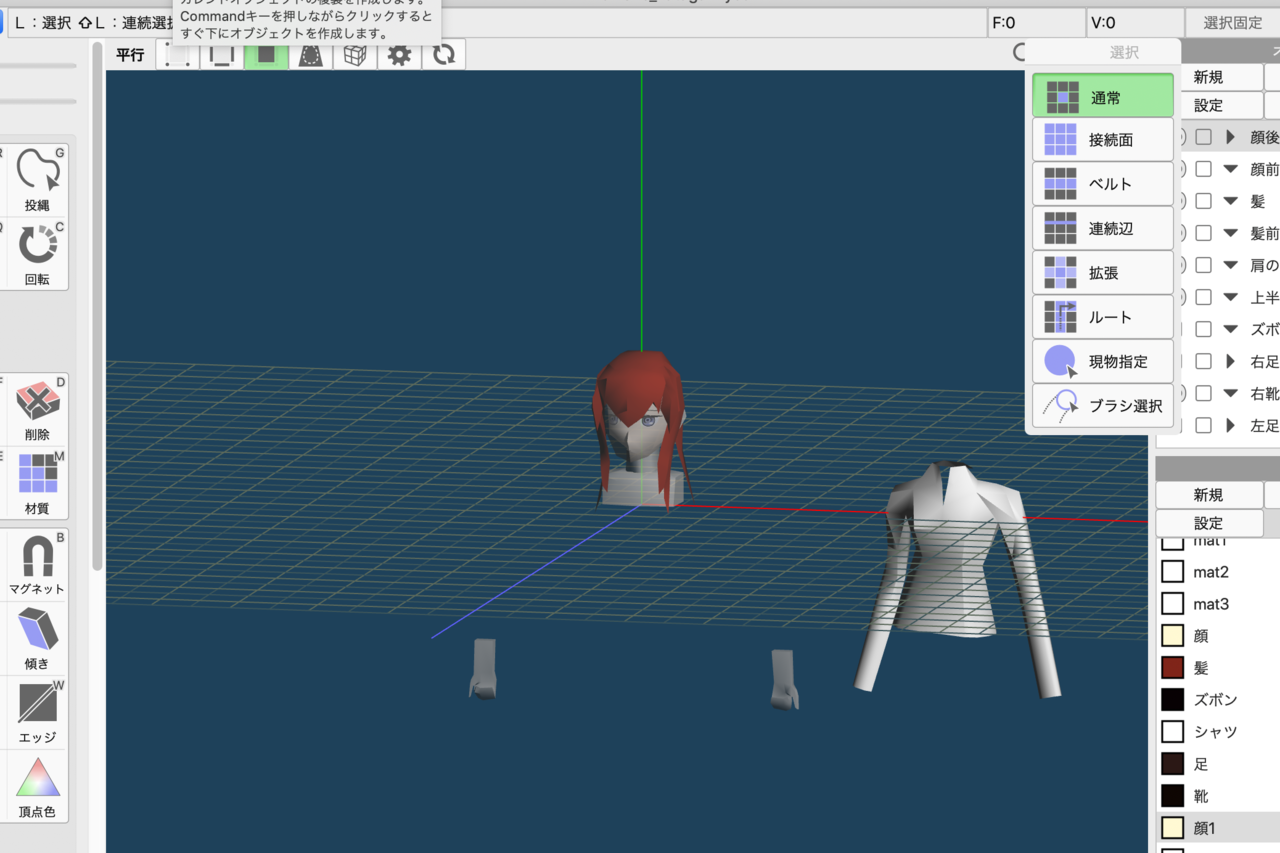 Commandキーを押しながらクリックすると
すぐ下にオブジェクトを作成します。
L：選択
L：連続選択
F:0
V:0
選択固定
平行
選択
通常
接続面
ベルト
連続辺
拡張
ルート
現物指定
ブラシ選択
新規
設定
顔後
顔前
髪
髪前
肩の
上半
ズボ
右足
右靴
左足
G
投縄
C
回転
D
削除
M
材質
B
マグネット
傾き
W
エッジ
頂点色
新規
設定
mat1
mat2
mat3
顔
髪
ズボン
シャツ
足
靴
顔1